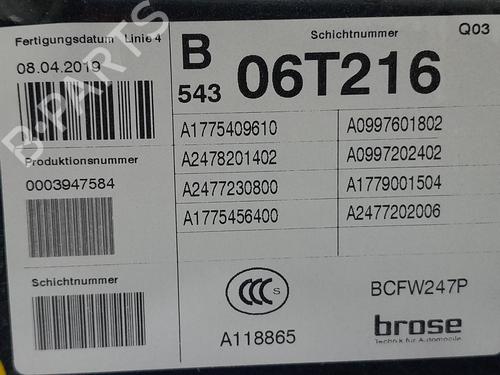 Fertigungsdatum Linie 4
08.04.2019
Produktionsnummer
0003947584
Schichtnummer
B
543
Schichtnummer
Q03
06T216
A1775409610
A0997601802
A2478201402
A0997202402
A2477230800
A1779001504
A1775456400
A2477202006
CCC S
A118865
BCFW247P
brose
Technik für Automobile
B-PARTS